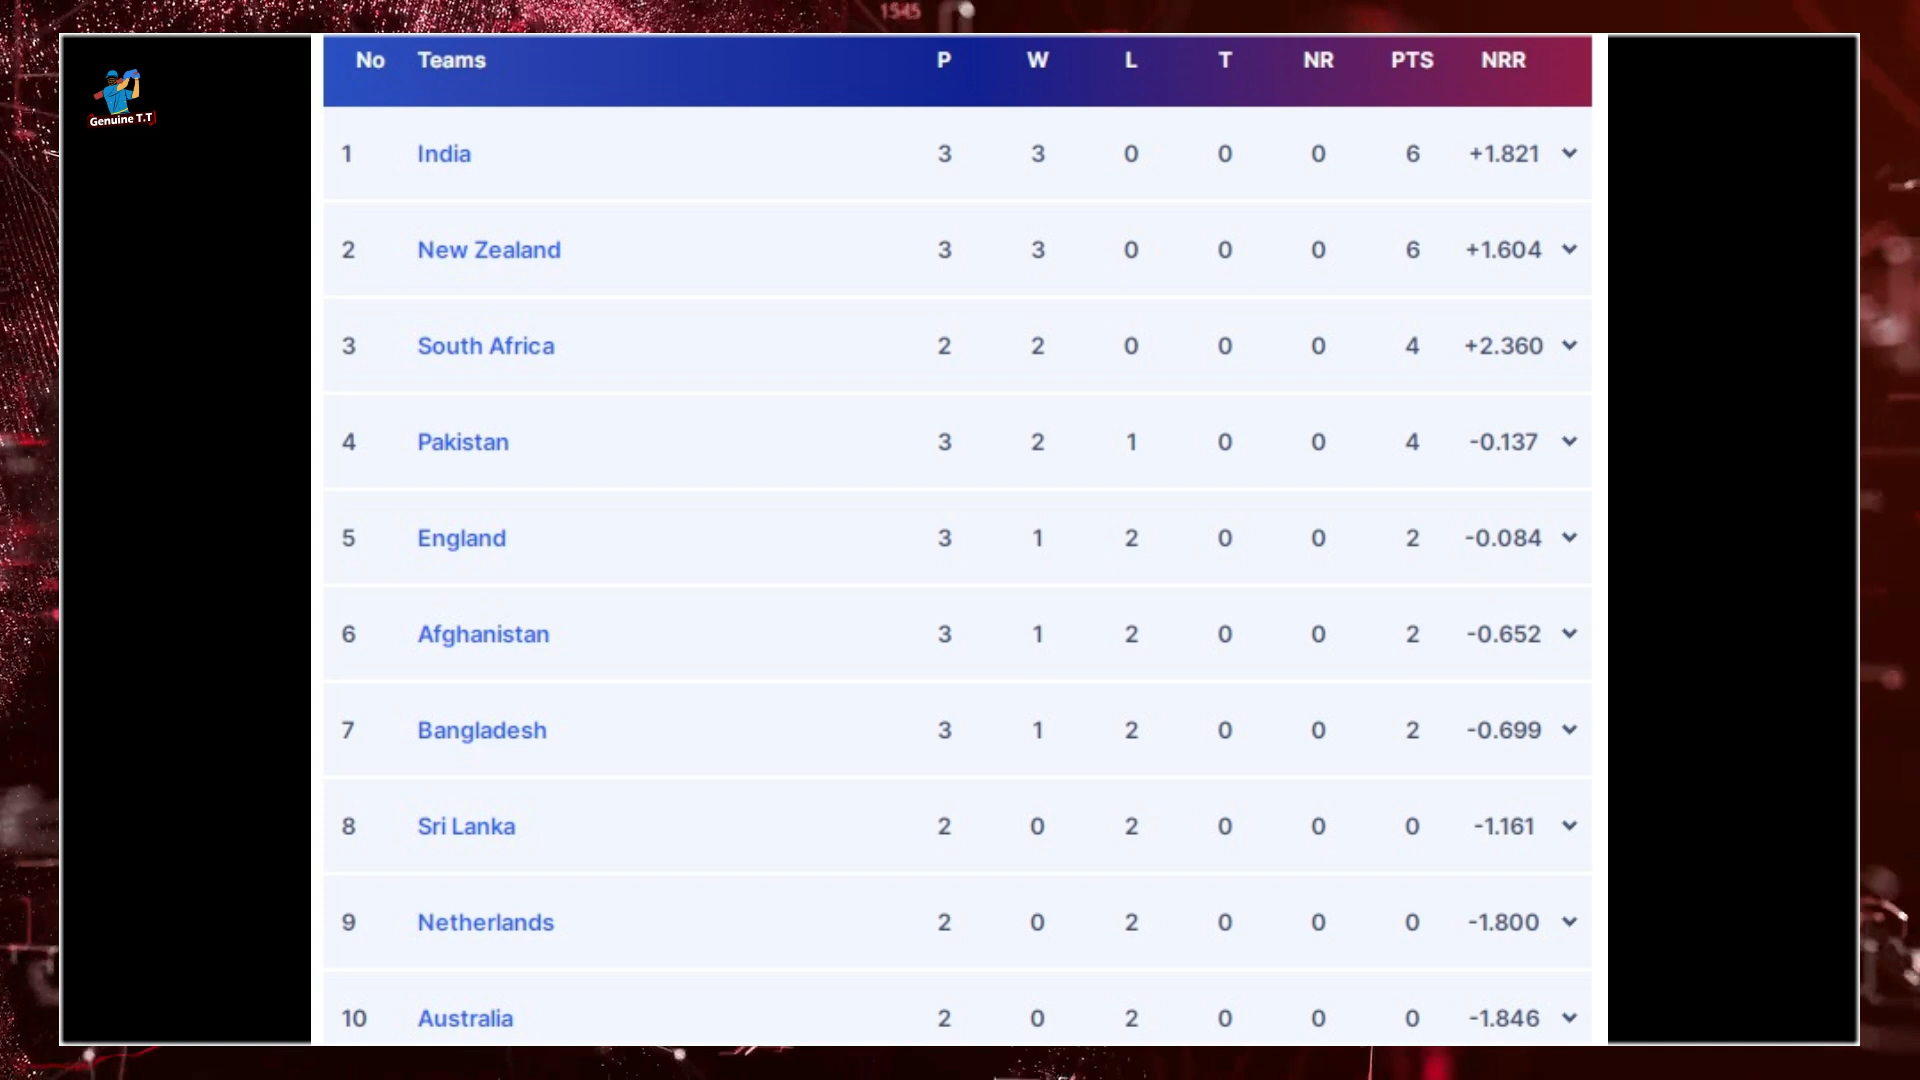 1545
Genuine T.T
No Teams P W L T NR PTS NRR
1 India 3 3 0 0 0 6 +1.821
2 New Zealand 3 3 0 0 0 6 +1.604
3 South Africa 2 2 0 0 0 4 +2.360
4 Pakistan 3 2 1 0 0 4 -0.137
5 England 3 1 2 0 0 2 -0.084
6 Afghanistan 3 1 2 0 0 2 -0.652
7 Bangladesh 3 1 2 0 0 2 -0.699
8 Sri Lanka 2 0 2 0 0 0 -1.161
9 Netherlands 2 0 2 0 0 0 -1.800
10 Australia 2 0 2 0 0 0 -1.846